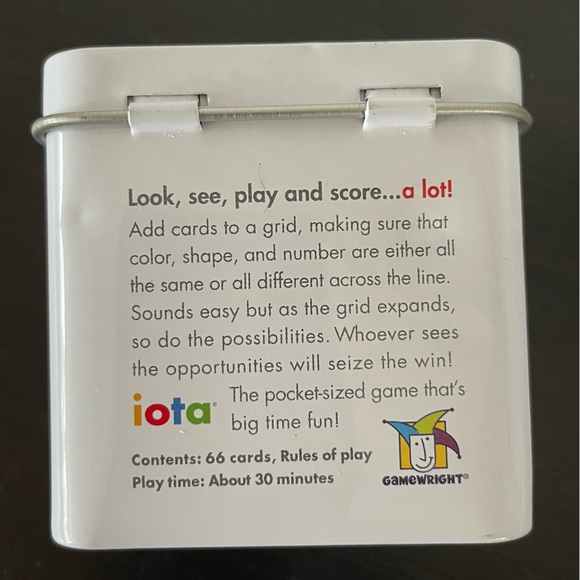 Look, see, play and score...a lot!
Add cards to a grid, making sure that
color, shape, and number are either all
the same or all different across the line.
Sounds easy but as the grid expands,
so do the possibilities. Whoever sees
the opportunities will seize the win!
iota® The pocket-sized game that's
big time fun!
Contents: 66 cards, Rules of play
Play time: About 30 minutes
GAMEWRIGHT®